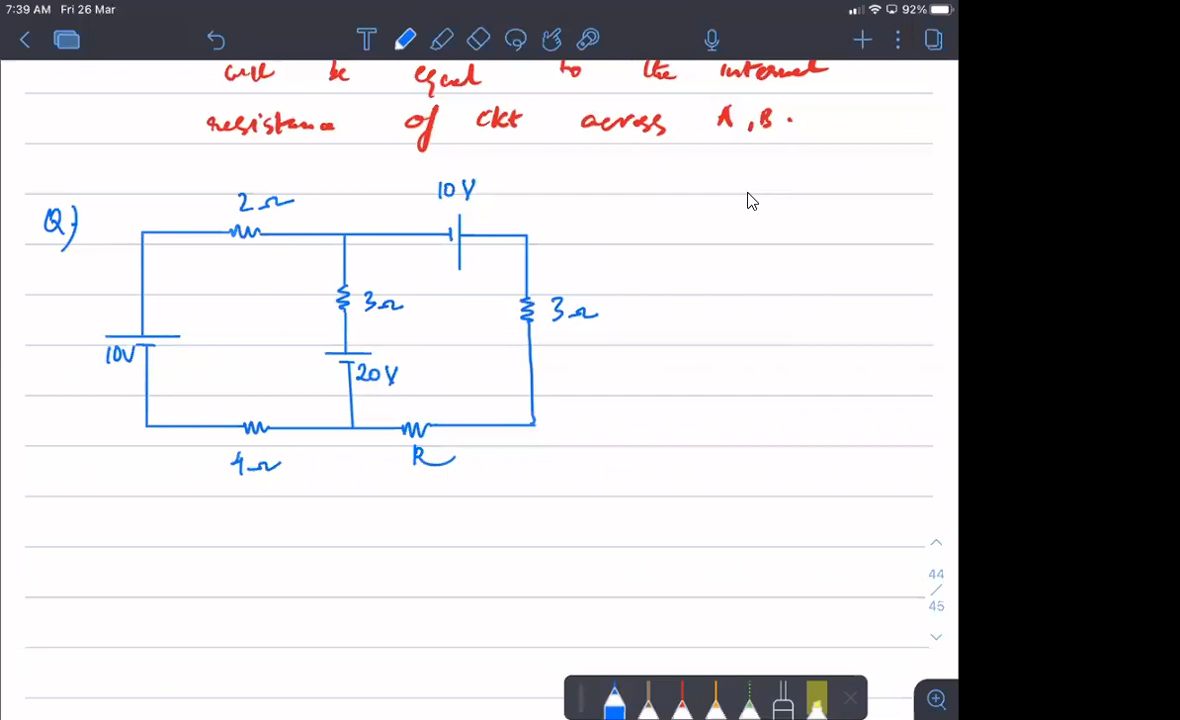 7:39 AM Fri 26 Mar
92%
T
will be equal to the internal
resistance of ckt across A, B.
Q)
2Ω
10V
3Ω
3Ω
10V
20V
4Ω
R
44
/
45